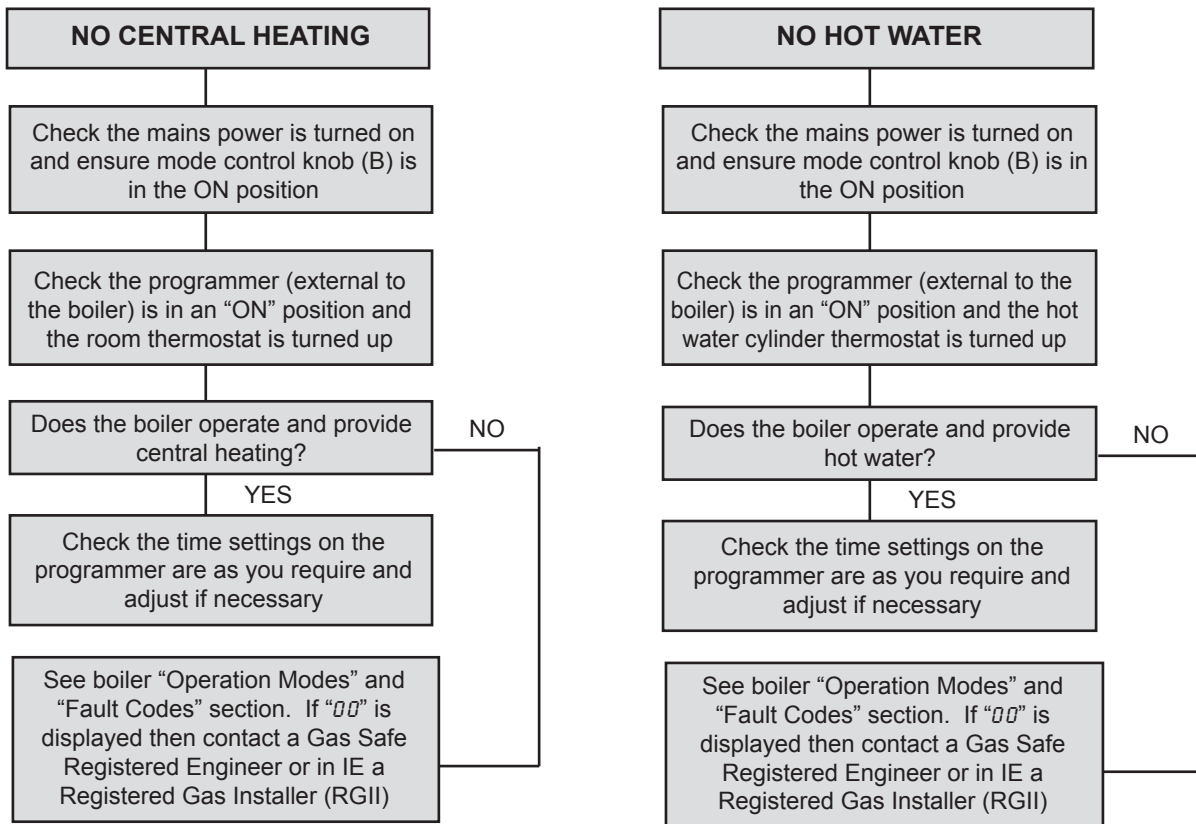 NO CENTRAL HEATING
Check the mains power is turned on
and ensure mode control knob (B) is
in the ON position
Check the programmer (external to
the boiler) is in an “ON” position and
the room thermostat is turned up
Does the boiler operate and provide
central heating?
NO
YES
Check the time settings on the
programmer are as you require and
adjust if necessary
See boiler “Operation Modes” and
“Fault Codes” section. If “00” is
displayed then contact a Gas Safe
Registered Engineer or in IE a
Registered Gas Installer (RGII)
NO HOT WATER
Check the mains power is turned on
and ensure mode control knob (B) is in
the ON position
Check the programmer (external to the
boiler) is in an “ON” position and the hot
water cylinder thermostat is turned up
Does the boiler operate and provide
hot water?
NO
YES
Check the time settings on the
programmer are as you require and
adjust if necessary
See boiler “Operation Modes” and
“Fault Codes” section. If “00” is
displayed then contact a Gas Safe
Registered Engineer or in IE a
Registered Gas Installer (RGII)